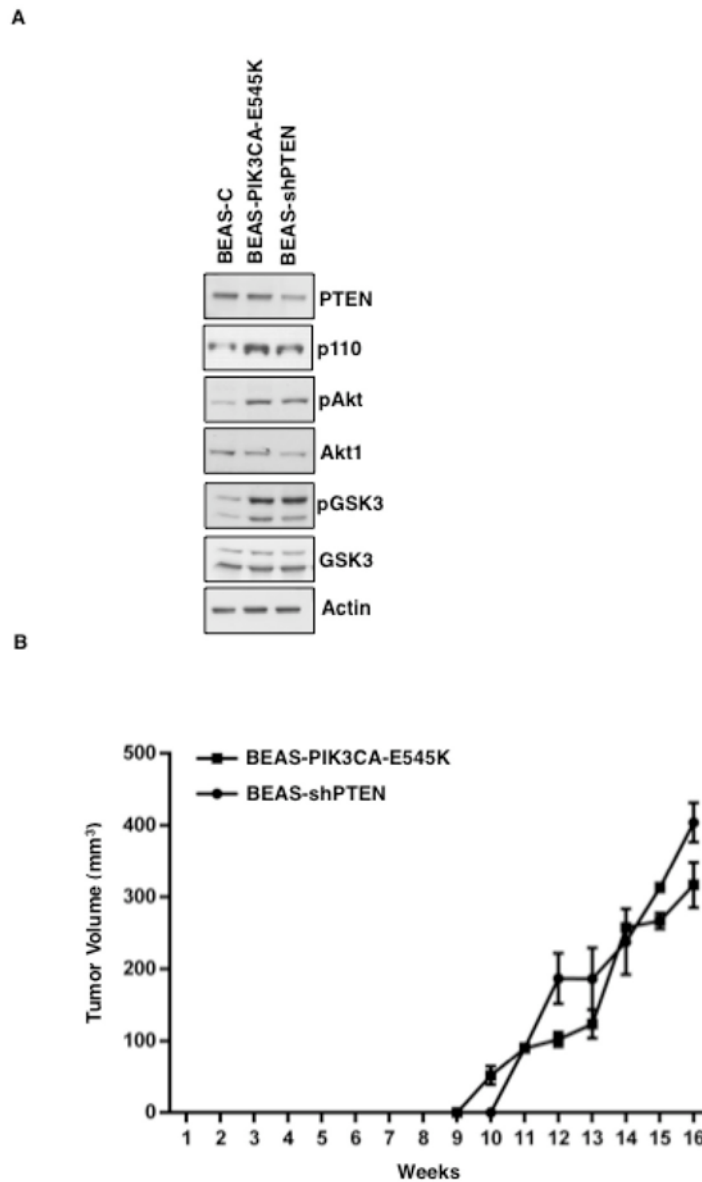 A
BEAS-C
BEAS-PIK3CA-E545K
BEAS-shPTEN
PTEN
p110
pAkt
Akt1
pGSK3
GSK3
Actin
B
500
BEAS-PIK3CA-E545K
BEAS-shPTEN
400
300
200
100
0
Tumor Volume (mm³)
1 2 3 4 5 6 7 8 9 10 11 12 13 14 15 16
Weeks